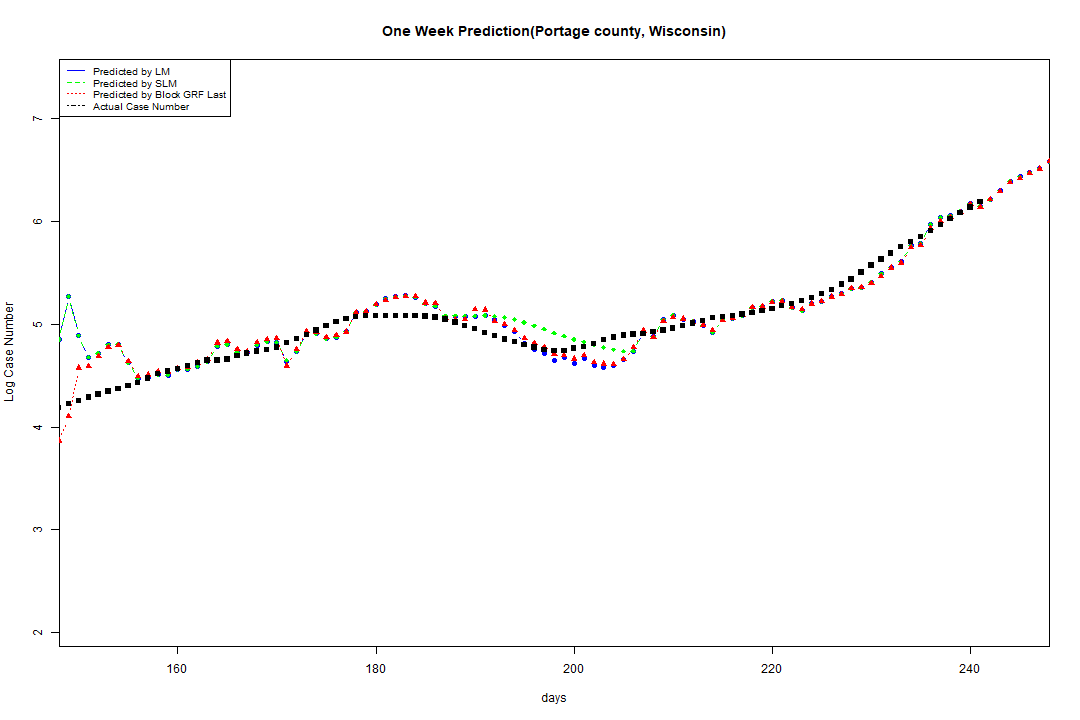 One Week Prediction(Portage county, Wisconsin)
Predicted by LM
Predicted by SLM
Predicted by Block GRF Last
Actual Case Number
7
6
5
4
3
2
Log Case Number
160 180 200 220 240
days